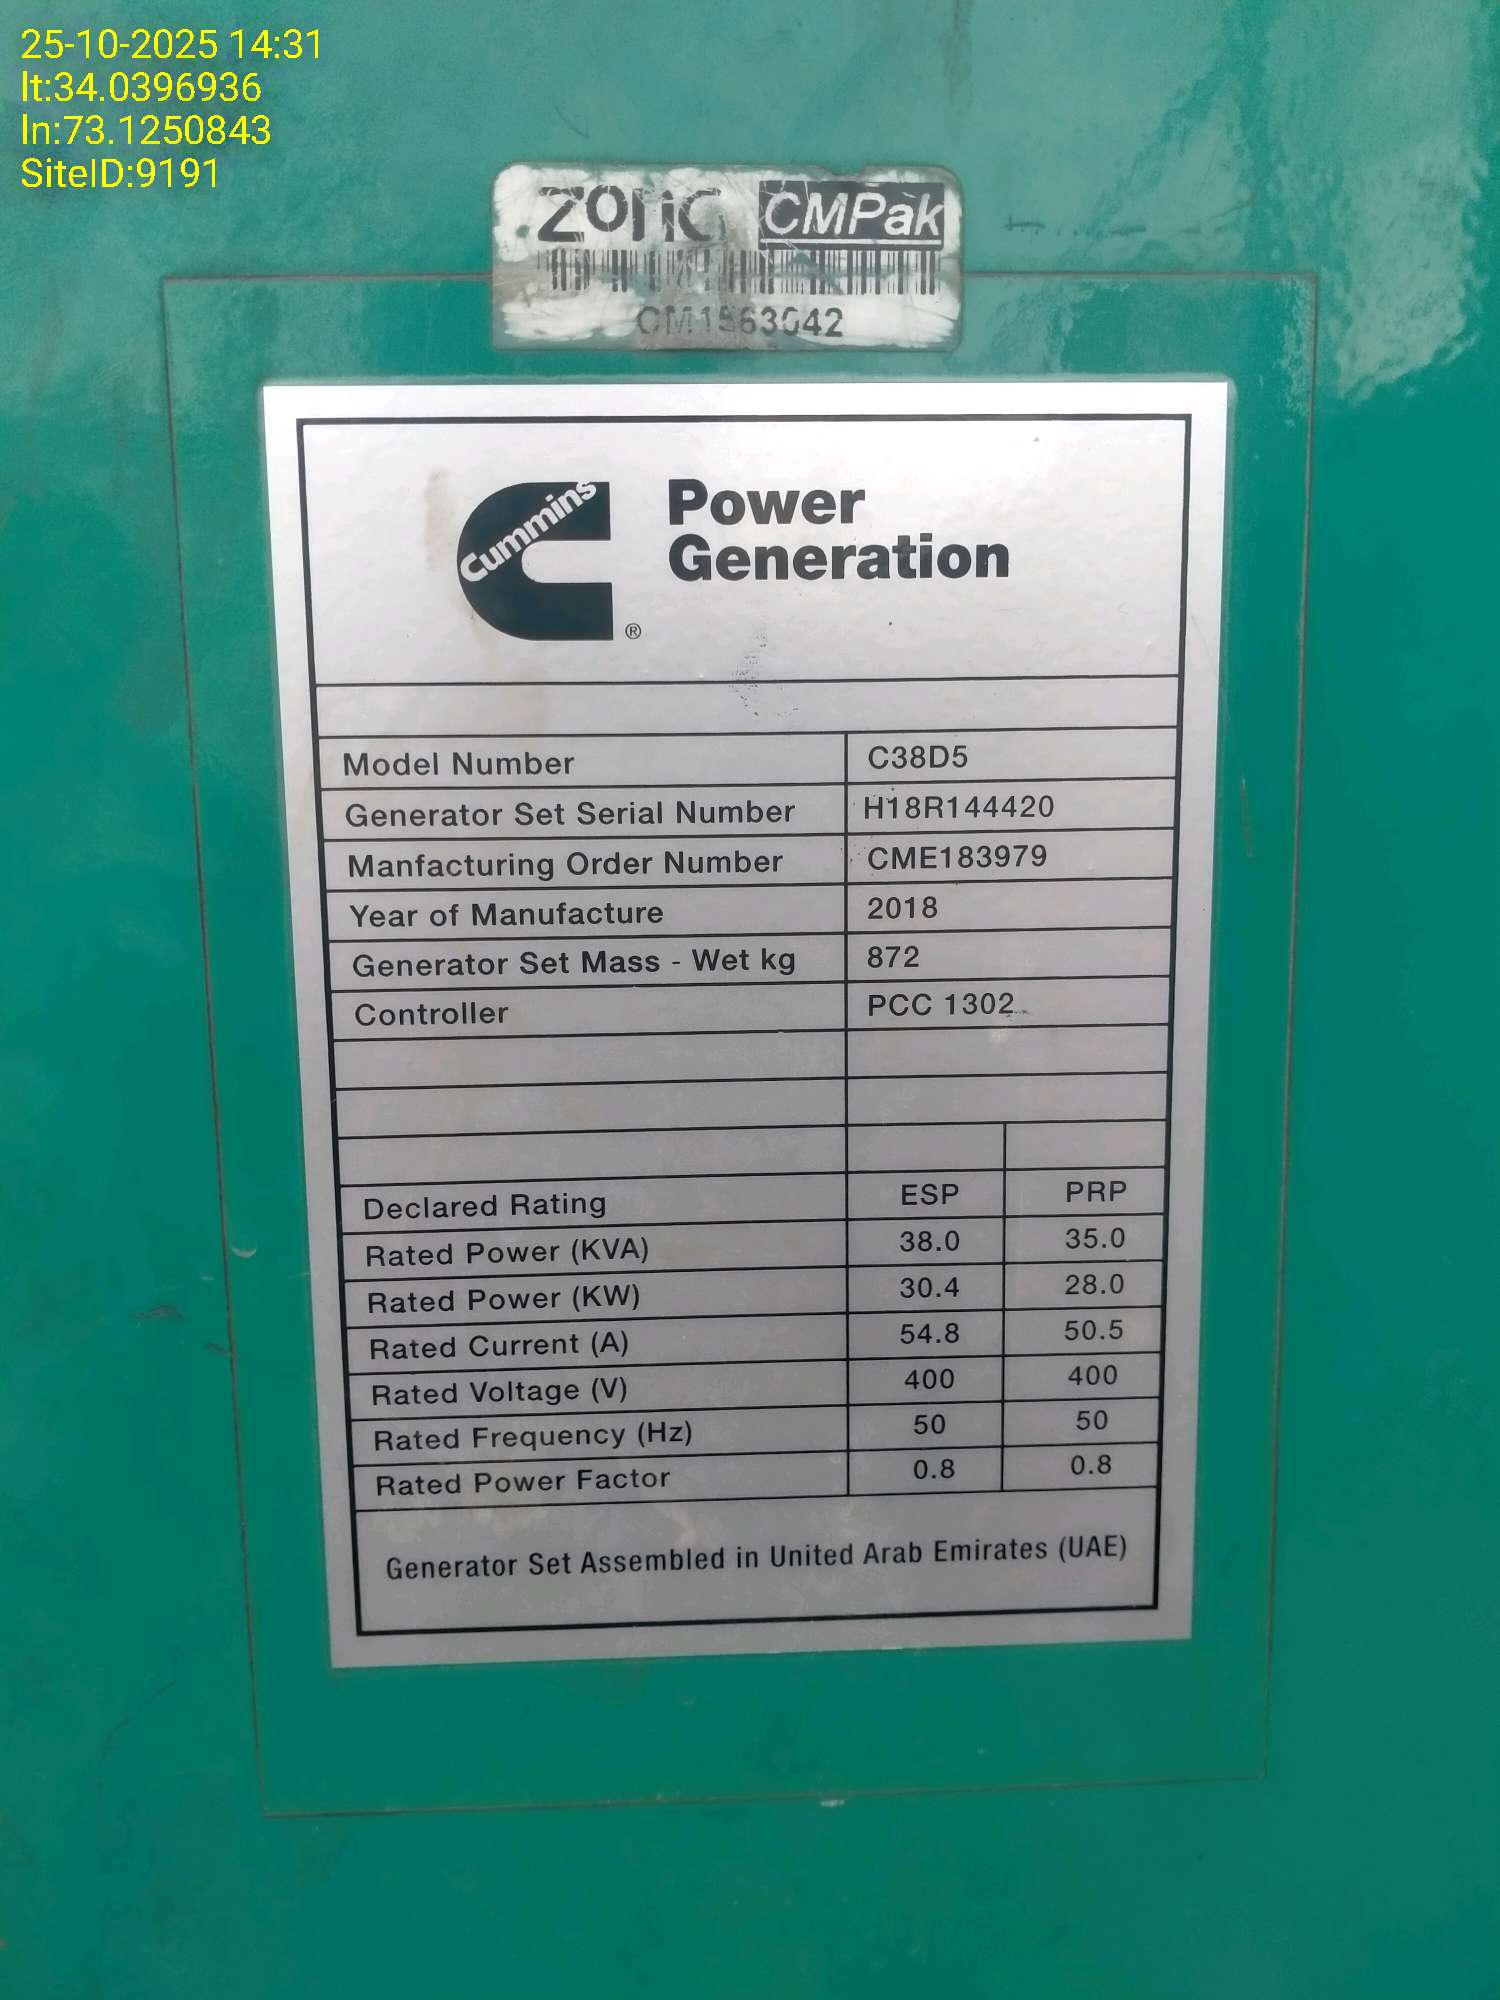 25-10-2025 14:31
lt:34.0396936
ln:73.1250843
SiteID:9191
zong CMPak
Cummins ® Power
Generation
Model Number C38D5
Generator Set Serial Number H18R144420
Manfacturing Order Number CME183979
Year of Manufacture 2018
Generator Set Mass - Wet kg 872
Controller PCC 1302
Declared Rating ESP PRP
Rated Power (KVA) 38.0 35.0
Rated Power (KW) 30.4 28.0
Rated Current (A) 54.8 50.5
Rated Voltage (V) 400 400
Rated Frequency (Hz) 50 50
Rated Power Factor 0.8 0.8
Generator Set Assembled in United Arab Emirates (UAE)